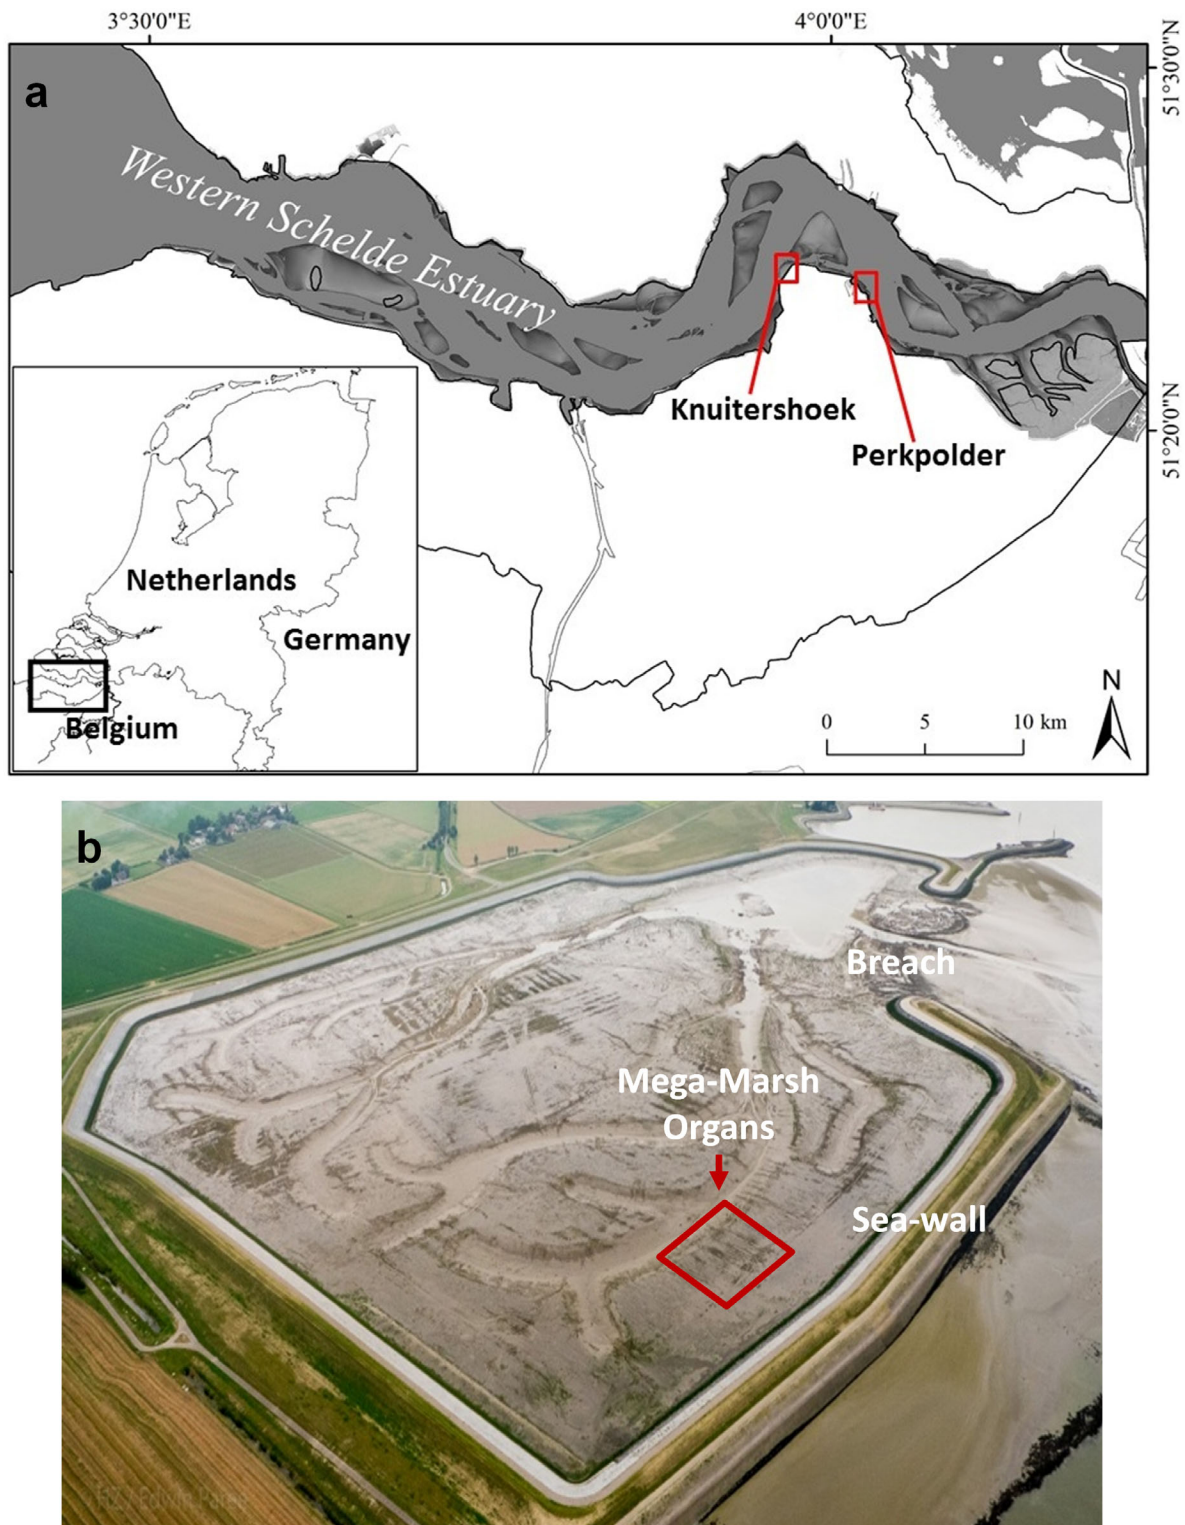 3°30'0"E
4°0'0"E
51°30'0"N
a
Western Schelde Estuary
Knuitershoek
Perkpolder
51°20'0"N
Netherlands
Germany
Belgium
N
0 5 10 km
b
Breach
Mega-Marsh
Organs
Sea-wall